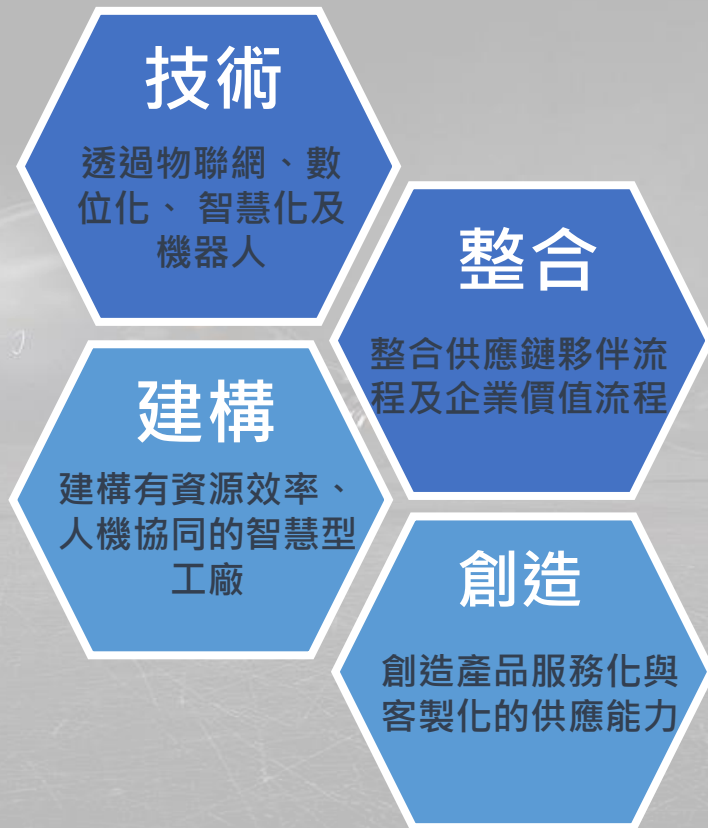 技術
透過物聯網、數
位化、 智慧化及
機器人
整合
整合供應鏈夥伴流
程及企業價值流程
建構
建構有資源效率、
人機協同的智慧型
工廠
創造
創造產品服務化與
客製化的供應能力